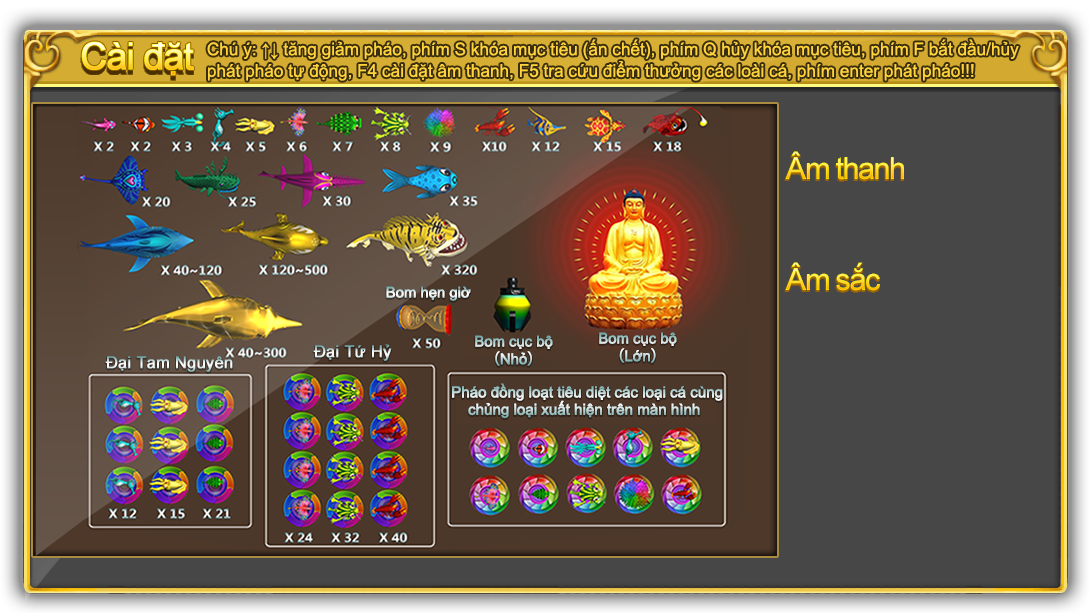 Cài đặt
Chú ý: ↑↓ tăng giảm pháo, phím S khóa mục tiêu (ấn chết), phím Q hủy khóa mục tiêu, phím F bắt đầu/hủy
phát pháo tự động, F4 cài đặt âm thanh, F5 tra cứu điểm thưởng các loài cá, phím enter phát pháo!!!
X 2 X 2 X 3 X 4 X 5 X 6 X 7 X 8 X 9 X10 X 12 X 15 X 18
Âm thanh
X 20 X 25 X 30 X 35
X 40~120 X 120~500 X 320
Âm sắc
Bom hẹn giờ
X 50
Bom cục bộ
(Nhỏ)
Bom cục bộ
(Lớn)
X 40~300
Đại Tam Nguyên
X 12 X 15 X 21
Đại Tứ Hỷ
X 24 X 32 X 40
Pháo đồng loạt tiêu diệt các loại cá cùng
chủng loại xuất hiện trên màn hình